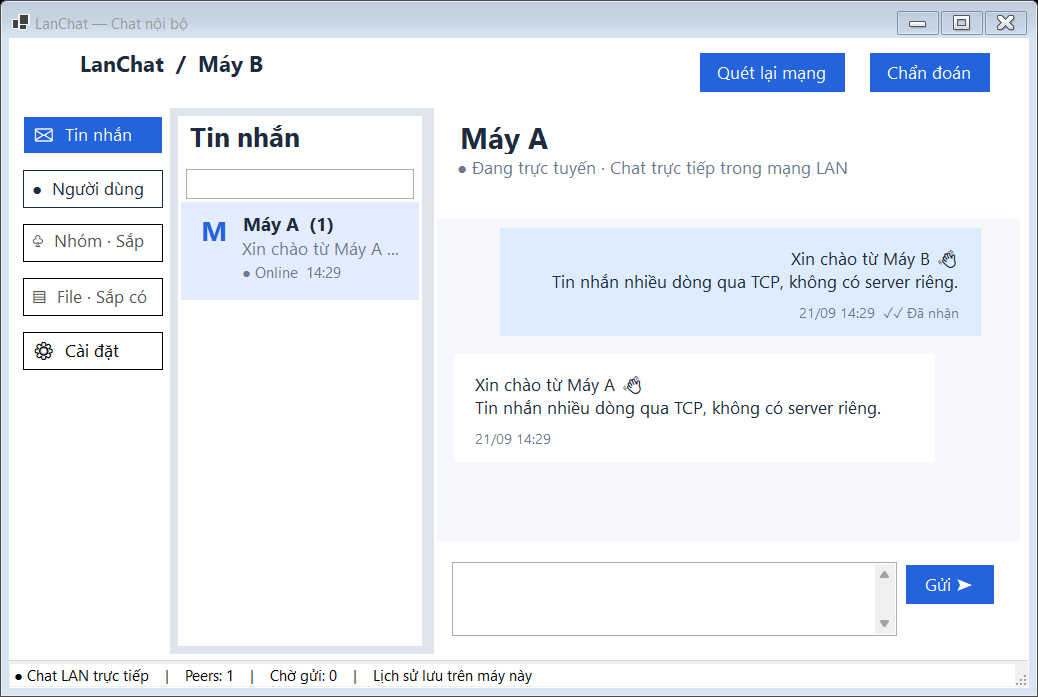 LanChat — Chat nội bộ
LanChat / Máy B
Quét lại mạng
Chẩn đoán
Tin nhắn
Người dùng
Nhóm · Sắp
File · Sắp có
Cài đặt
Tin nhắn
M
Máy A (1)
Xin chào từ Máy A ...
● Online 14:29
Máy A
● Đang trực tuyến · Chat trực tiếp trong mạng LAN
Xin chào từ Máy B 👋
Tin nhắn nhiều dòng qua TCP, không có server riêng.
21/09 14:29 ✓✓ Đã nhận
Xin chào từ Máy A 👋
Tin nhắn nhiều dòng qua TCP, không có server riêng.
21/09 14:29
Gửi ➤
● Chat LAN trực tiếp | Peers: 1 | Chờ gửi: 0 | Lịch sử lưu trên máy này